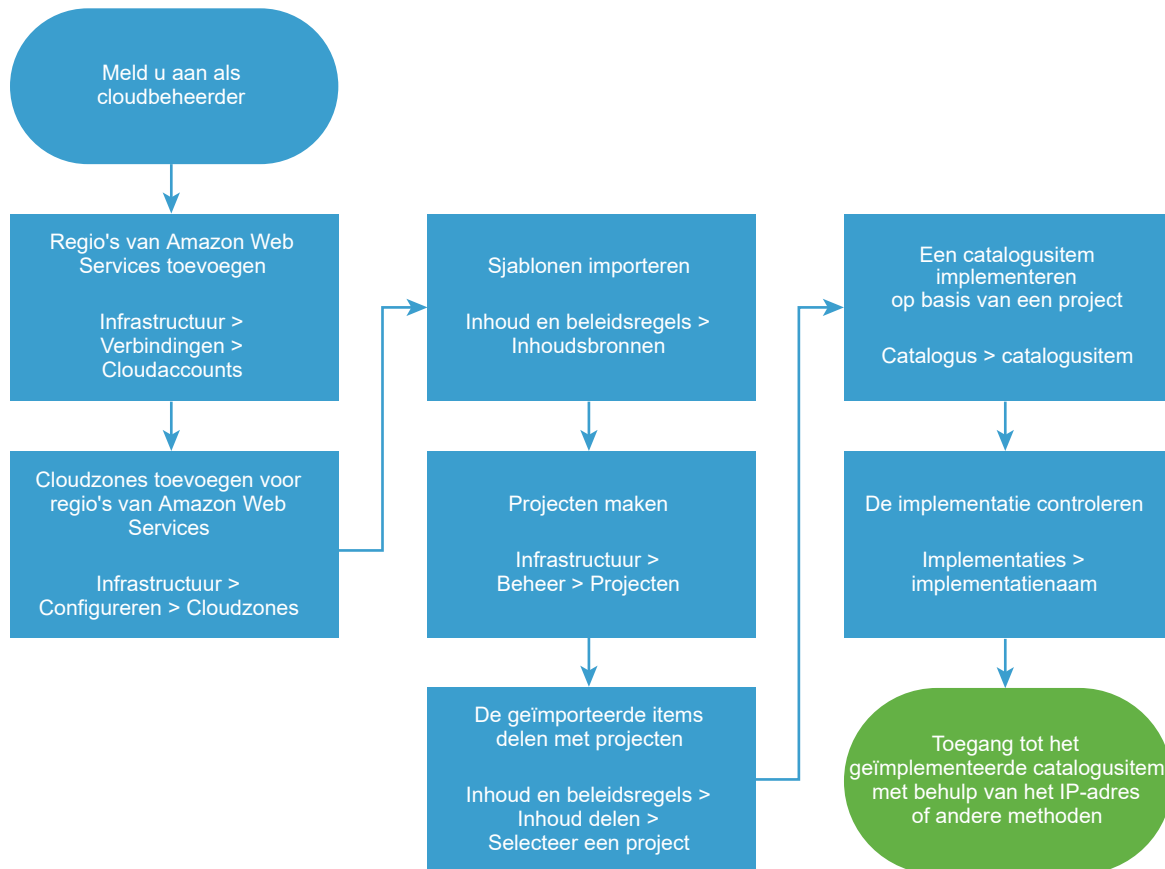 Meld u aan als
cloudbeheerder
Regio's van Amazon Web
Services toevoegen
Infrastructuur >
Verbindingen >
Cloudaccounts
Cloudzones toevoegen voor
regio's van Amazon Web
Services
Infrastructuur >
Configureren > Cloudzones
Sjablonen importeren
Inhoud en beleidsregels >
Inhoudsbronnen
Projecten maken
Infrastructuur >
Beheer > Projecten
De geïmporteerde items
delen met projecten
Inhoud en beleidsregels >
Inhoud delen >
Selecteer een project
Een catalogusitem
implementeren
op basis van een project
Catalogus > catalogusitem
De implementatie controleren
Implementaties >
implementatienaam
Toegang tot het
geïmplementeerde catalogusitem
met behulp van het IP-adres
of andere methoden